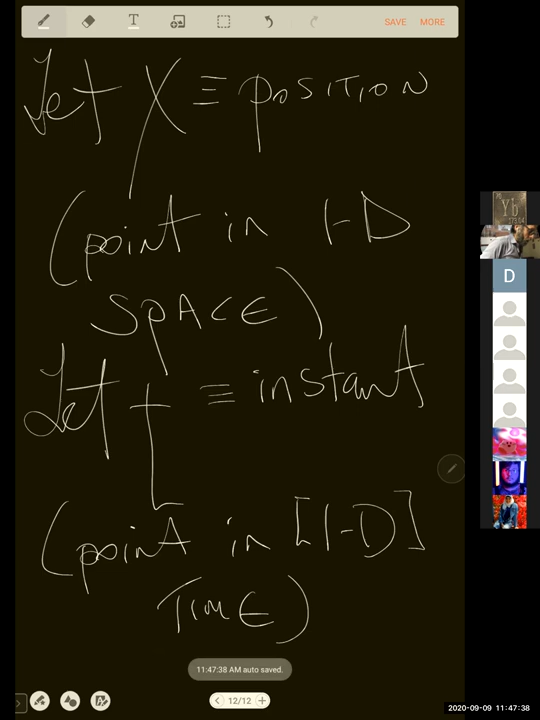 T
SAVE
MORE
Let X ≡ POSITION
(point in 1-D
SPACE)
Let t ≡ instant
(point in [1-D]
TIME)
11:47:38 AM auto saved.
12/12
Yb
D
2020-09-09 11:47:38